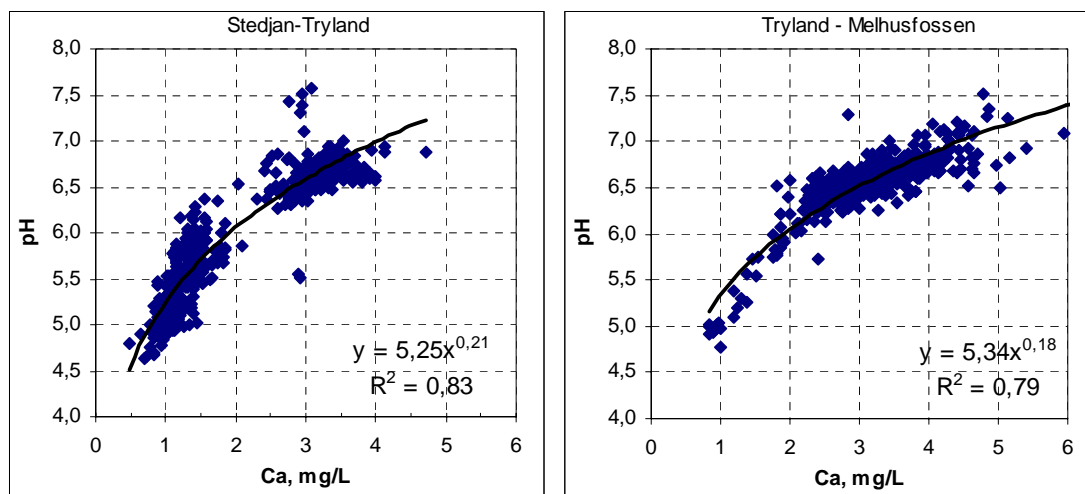 Stedjan-Tryland
8,0
7,5
7,0
6,5
6,0
5,5
5,0
4,5
4,0
pH
y = 5,25x^0,21
R^2 = 0,83
0 1 2 3 4 5 6
Ca, mg/L
Tryland - Melhusfossen
8,0
7,5
7,0
6,5
6,0
5,5
5,0
4,5
4,0
pH
y = 5,34x^0,18
R^2 = 0,79
0 1 2 3 4 5 6
Ca, mg/L